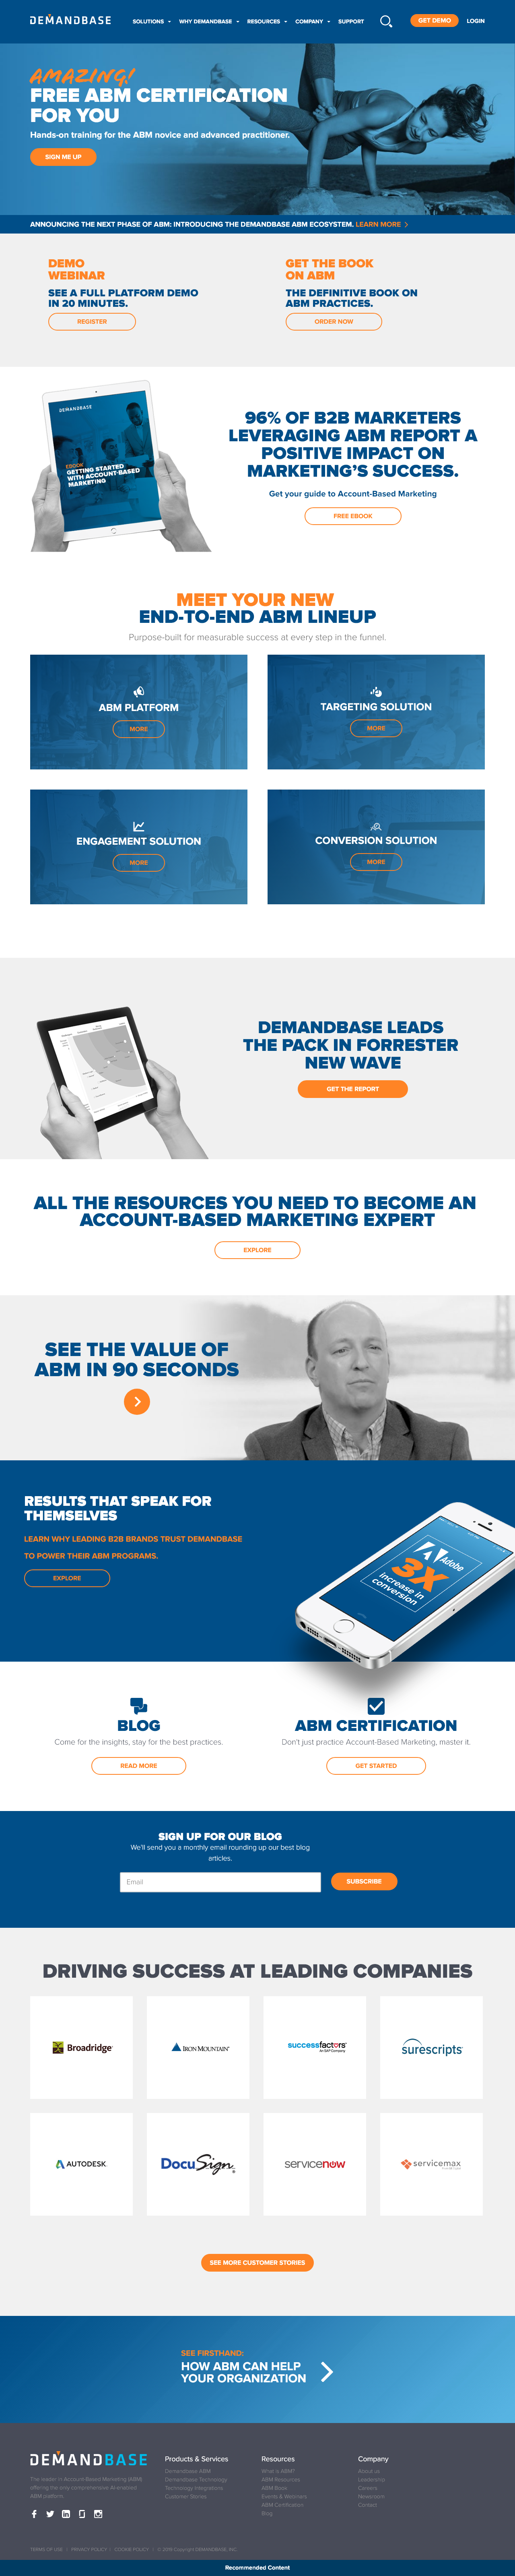 DEMANDBASE
SOLUTIONS WHY DEMANDBASE RESOURCES COMPANY SUPPORT GET DEMO LOGIN
AMAZING!
FREE ABM CERTIFICATION
FOR YOU
Hands-on training for the ABM novice and advanced practitioner.
SIGN ME UP
ANNOUNCING THE NEXT PHASE OF ABM: INTRODUCING THE DEMANDBASE ABM ECOSYSTEM. LEARN MORE
DEMO
WEBINAR
SEE A FULL PLATFORM DEMO
IN 20 MINUTES.
REGISTER
GET THE BOOK
ON ABM
THE DEFINITIVE BOOK ON
ABM PRACTICES.
ORDER NOW
DEMANDBASE
EBOOK
GETTING STARTED
WITH ACCOUNT-BASED
MARKETING
96% OF B2B MARKETERS
LEVERAGING ABM REPORT A
POSITIVE IMPACT ON
MARKETING'S SUCCESS.
Get your guide to Account-Based Marketing
FREE EBOOK
MEET YOUR NEW
END-TO-END ABM LINEUP
Purpose-built for measurable success at every step in the funnel.
ABM PLATFORM
MORE
TARGETING SOLUTION
MORE
ENGAGEMENT SOLUTION
MORE
CONVERSION SOLUTION
MORE
DEMANDBASE LEADS
THE PACK IN FORRESTER
NEW WAVE
GET THE REPORT
ALL THE RESOURCES YOU NEED TO BECOME AN
ACCOUNT-BASED MARKETING EXPERT
EXPLORE
SEE THE VALUE OF
ABM IN 90 SECONDS
RESULTS THAT SPEAK FOR
THEMSELVES
LEARN WHY LEADING B2B BRANDS TRUST DEMANDBASE
TO POWER THEIR ABM PROGRAMS.
EXPLORE
Adobe
3X
increase in
conversion
BLOG
Come for the insights, stay for the best practices.
READ MORE
ABM CERTIFICATION
Don't just practice Account-Based Marketing, master it.
GET STARTED
SIGN UP FOR OUR BLOG
We'll send you a monthly email rounding up our best blog
articles.
Email
SUBSCRIBE
DRIVING SUCCESS AT LEADING COMPANIES
Broadridge
IRON MOUNTAIN
successfactors
An SAP Company
surescripts
AUTODESK
DocuSign
servicenow
servicemax
SEE MORE CUSTOMER STORIES
SEE FIRSTHAND:
HOW ABM CAN HELP
YOUR ORGANIZATION
DEMANDBASE
The leader in Account-Based Marketing (ABM)
offering the only comprehensive AI-enabled
ABM platform.
Products & Services
Demandbase ABM
Demandbase Technology
Technology Integrations
Customer Stories
Resources
What is ABM?
ABM Resources
ABM Book
Events & Webinars
ABM Certification
Blog
Company
About us
Leadership
Careers
Newsroom
Contact
TERMS OF USE | PRIVACY POLICY | COOKIE POLICY | © 2019 Copyright DEMANDBASE, INC.
Recommended Content